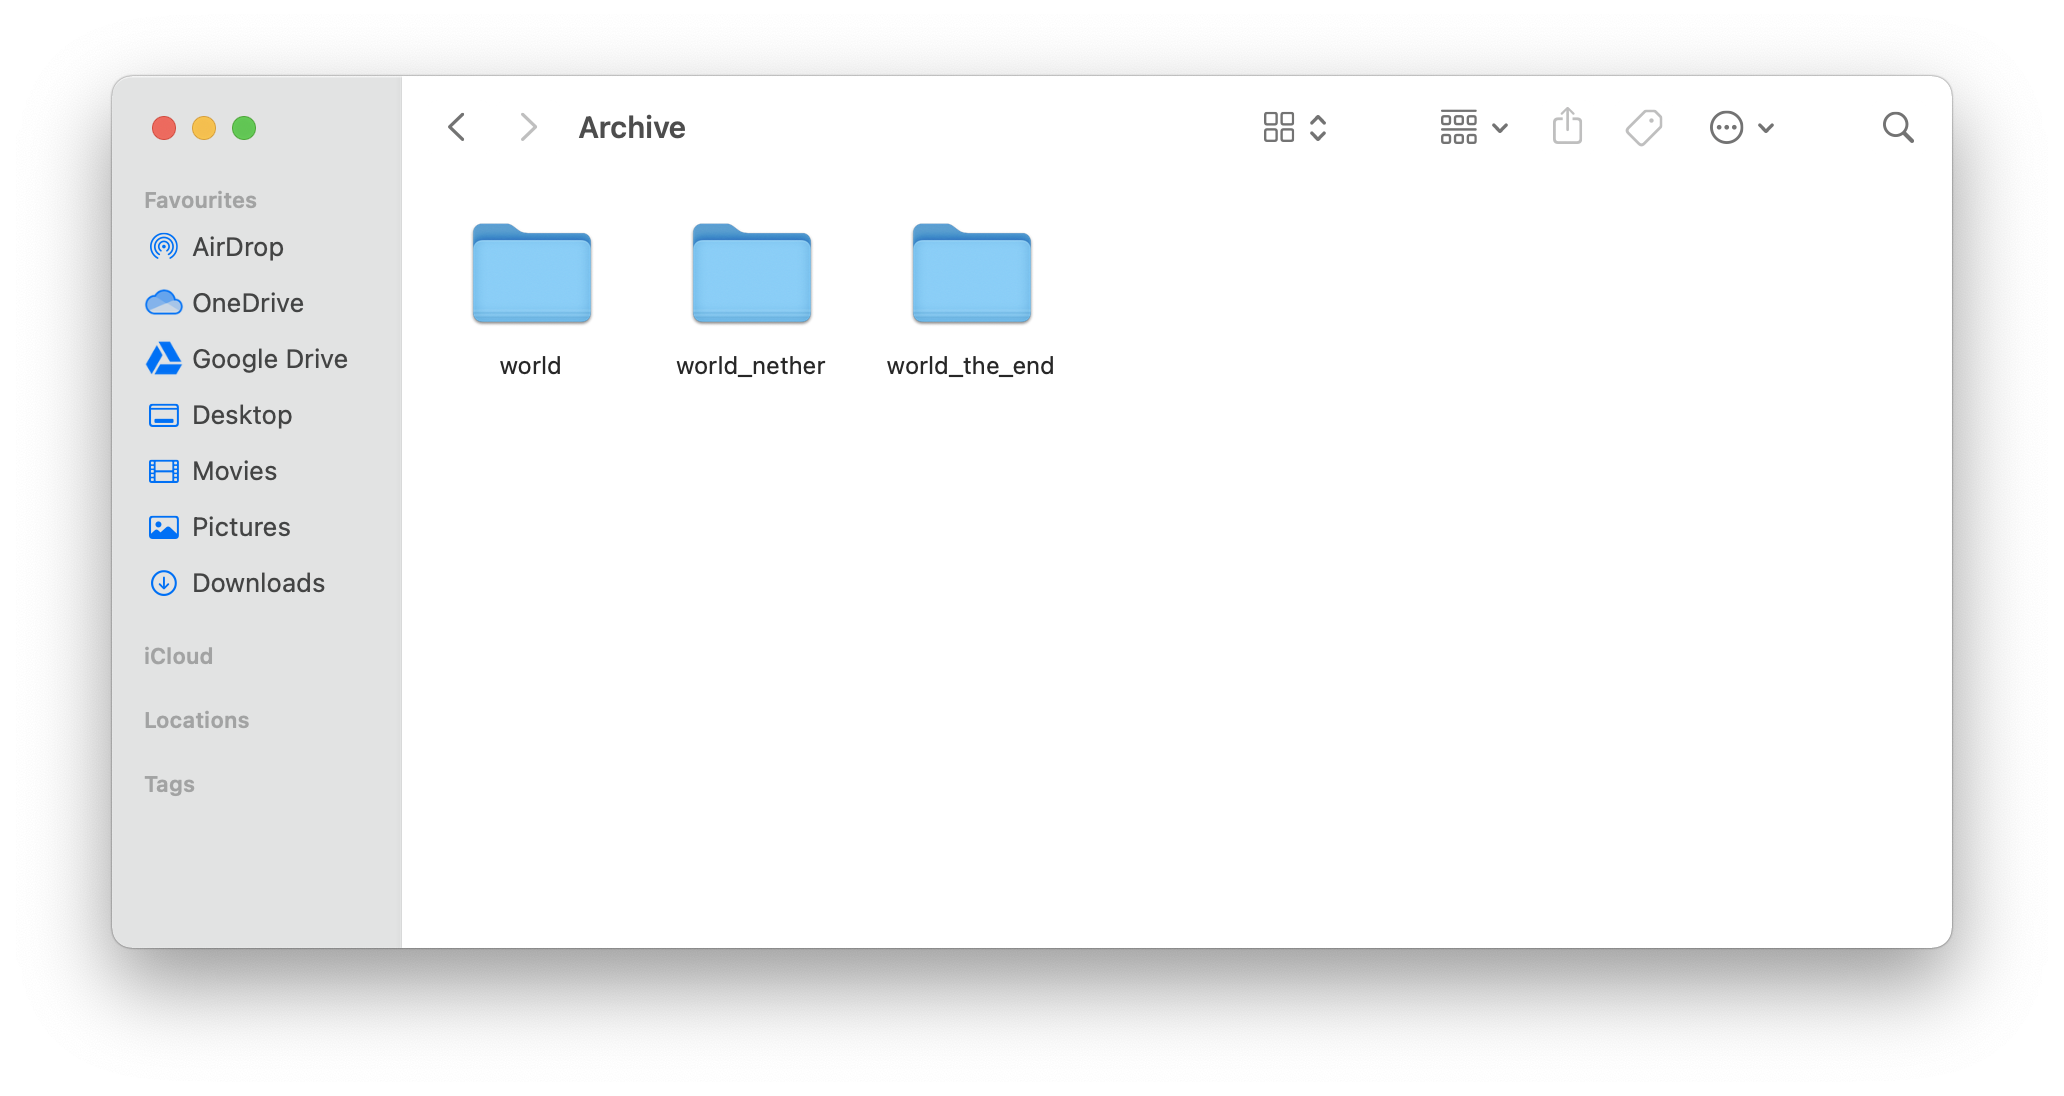 Archive
Favourites
AirDrop
OneDrive
Google Drive
Desktop
Movies
Pictures
Downloads
iCloud
Locations
Tags
world
world_nether
world_the_end